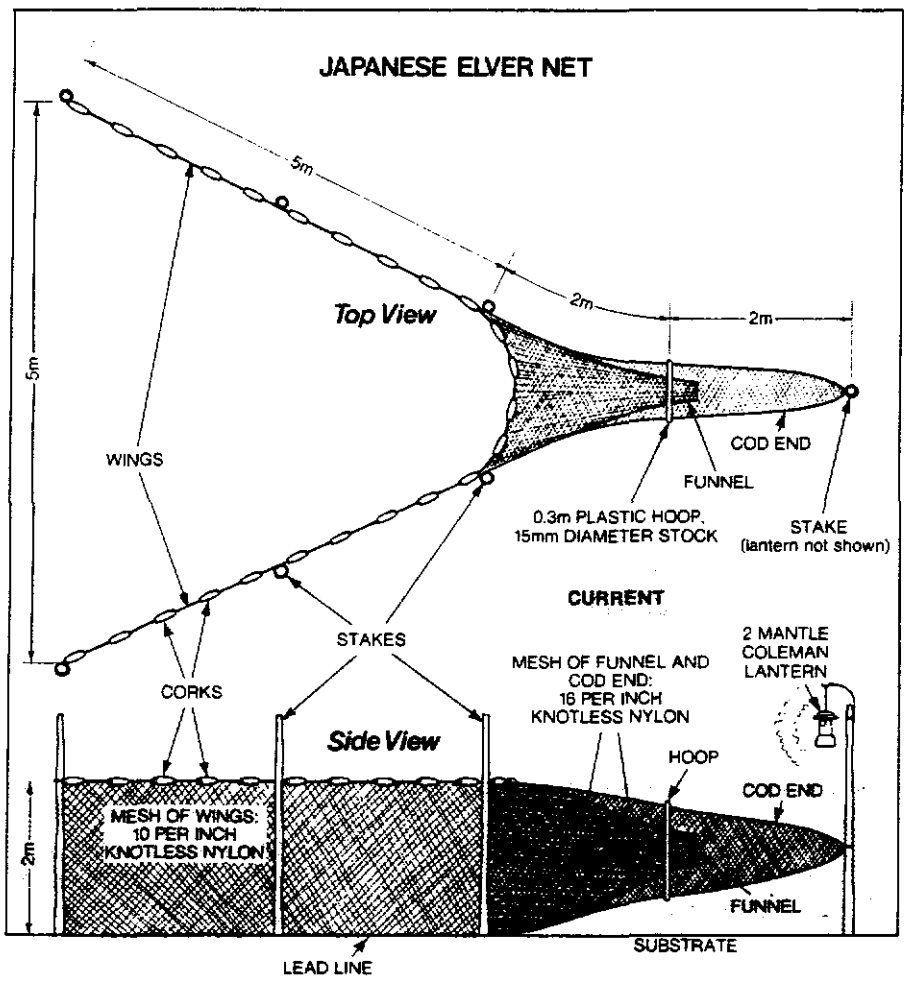 JAPANESE ELVER NET
5m
2m
2m
Top View
5m
WINGS
COD END
FUNNEL
0.3m PLASTIC HOOP,
15mm DIAMETER STOCK
STAKE
(lantern not shown)
CURRENT
STAKES
2 MANTLE
COLEMAN
LANTERN
MESH OF FUNNEL AND
COD END:
16 PER INCH
KNOTLESS NYLON
CORKS
Side View
HOOP
COD END
MESH OF WINGS:
10 PER INCH
KNOTLESS NYLON
2m
FUNNEL
SUBSTRATE
LEAD LINE